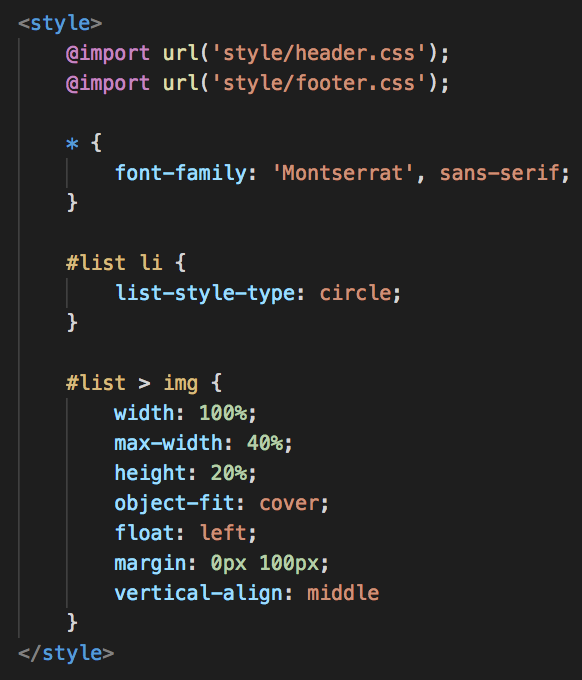 <style>
@import url('style/header.css');
@import url('style/footer.css');
* {
font-family: 'Montserrat', sans-serif;
}
#list li {
list-style-type: circle;
}
#list > img {
width: 100%;
max-width: 40%;
height: 20%;
object-fit: cover;
float: left;
margin: 0px 100px;
vertical-align: middle
}
</style>